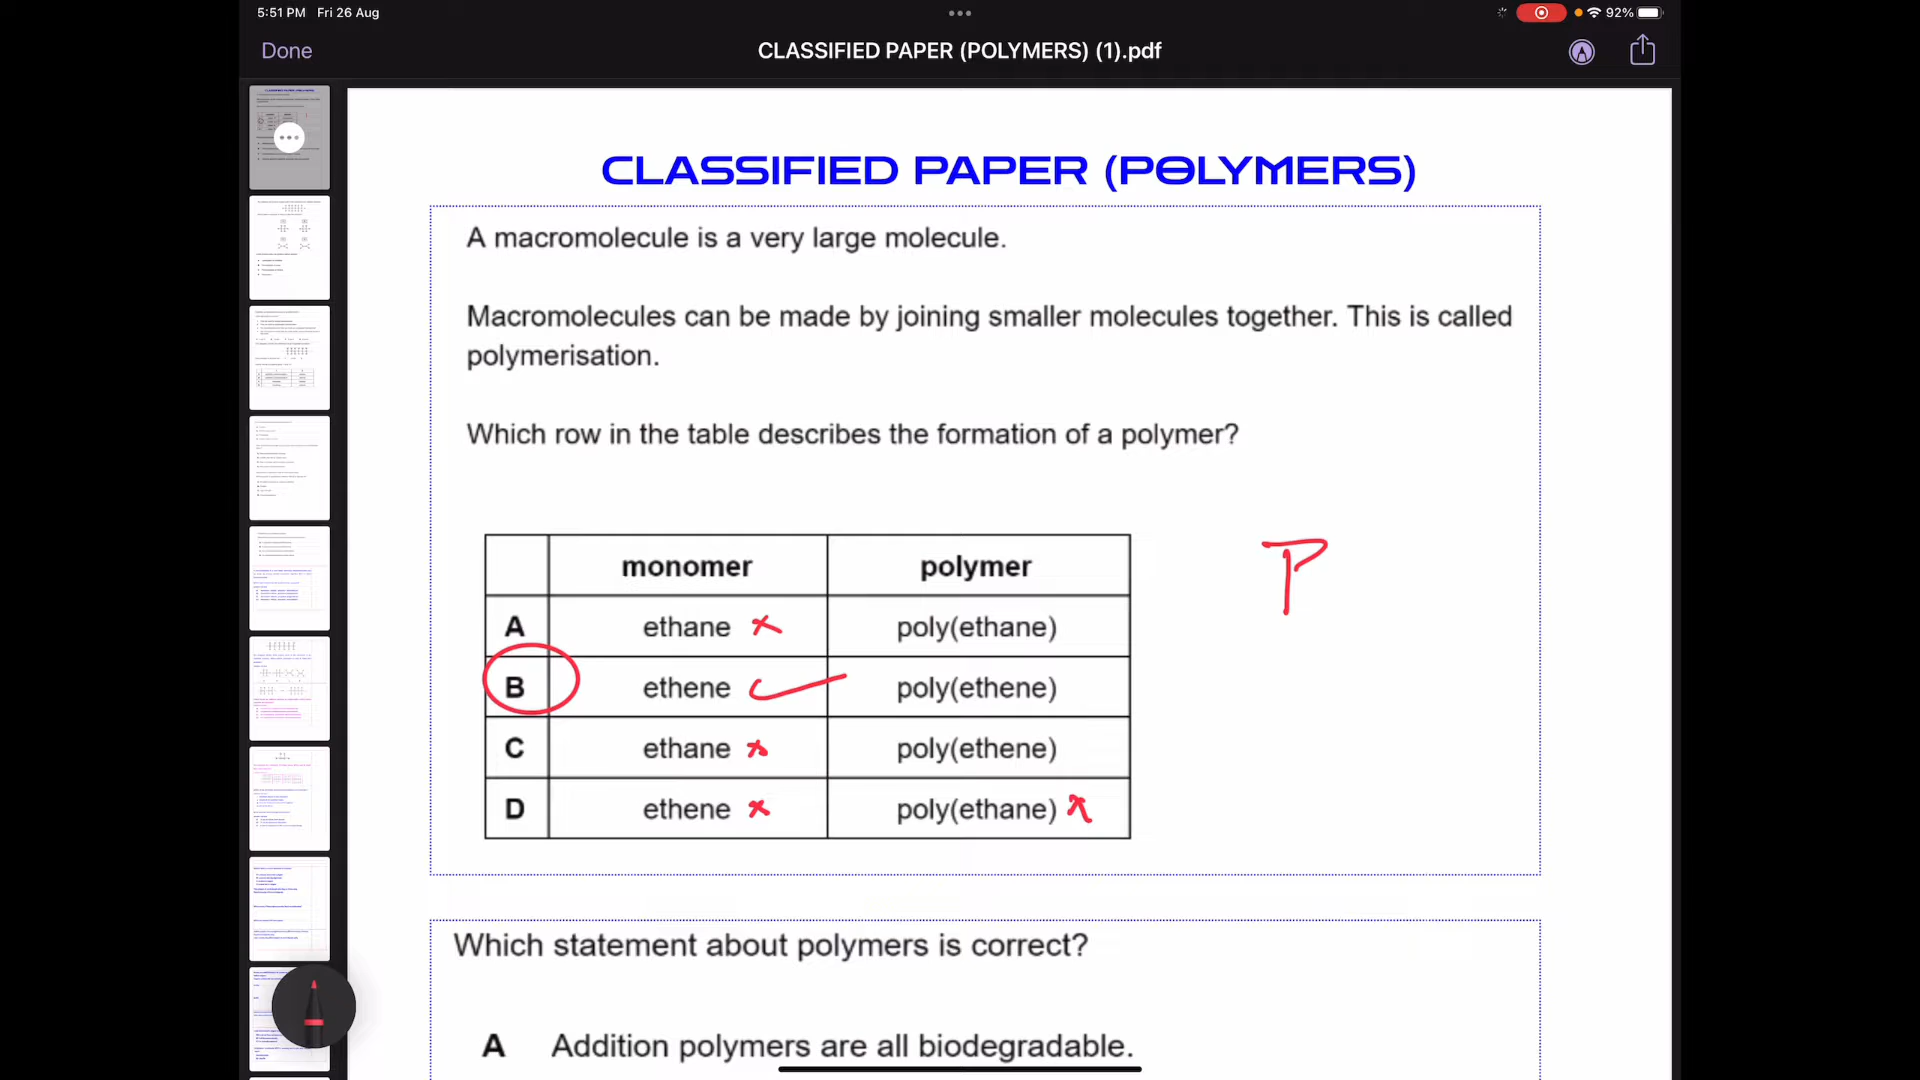 5:51 PM Fri 26 Aug
92%
Done
CLASSIFIED PAPER (POLYMERS) (1).pdf
CLASSIFIED PAPER (POLYMERS)
A macromolecule is a very large molecule.
Macromolecules can be made by joining smaller molecules together. This is called
polymerisation.
Which row in the table describes the formation of a polymer?
monomer polymer
P
A ethane poly(ethane)
B ethene poly(ethene)
C ethane poly(ethene)
D ethene poly(ethane)
Which statement about polymers is correct?
A Addition polymers are all biodegradable.